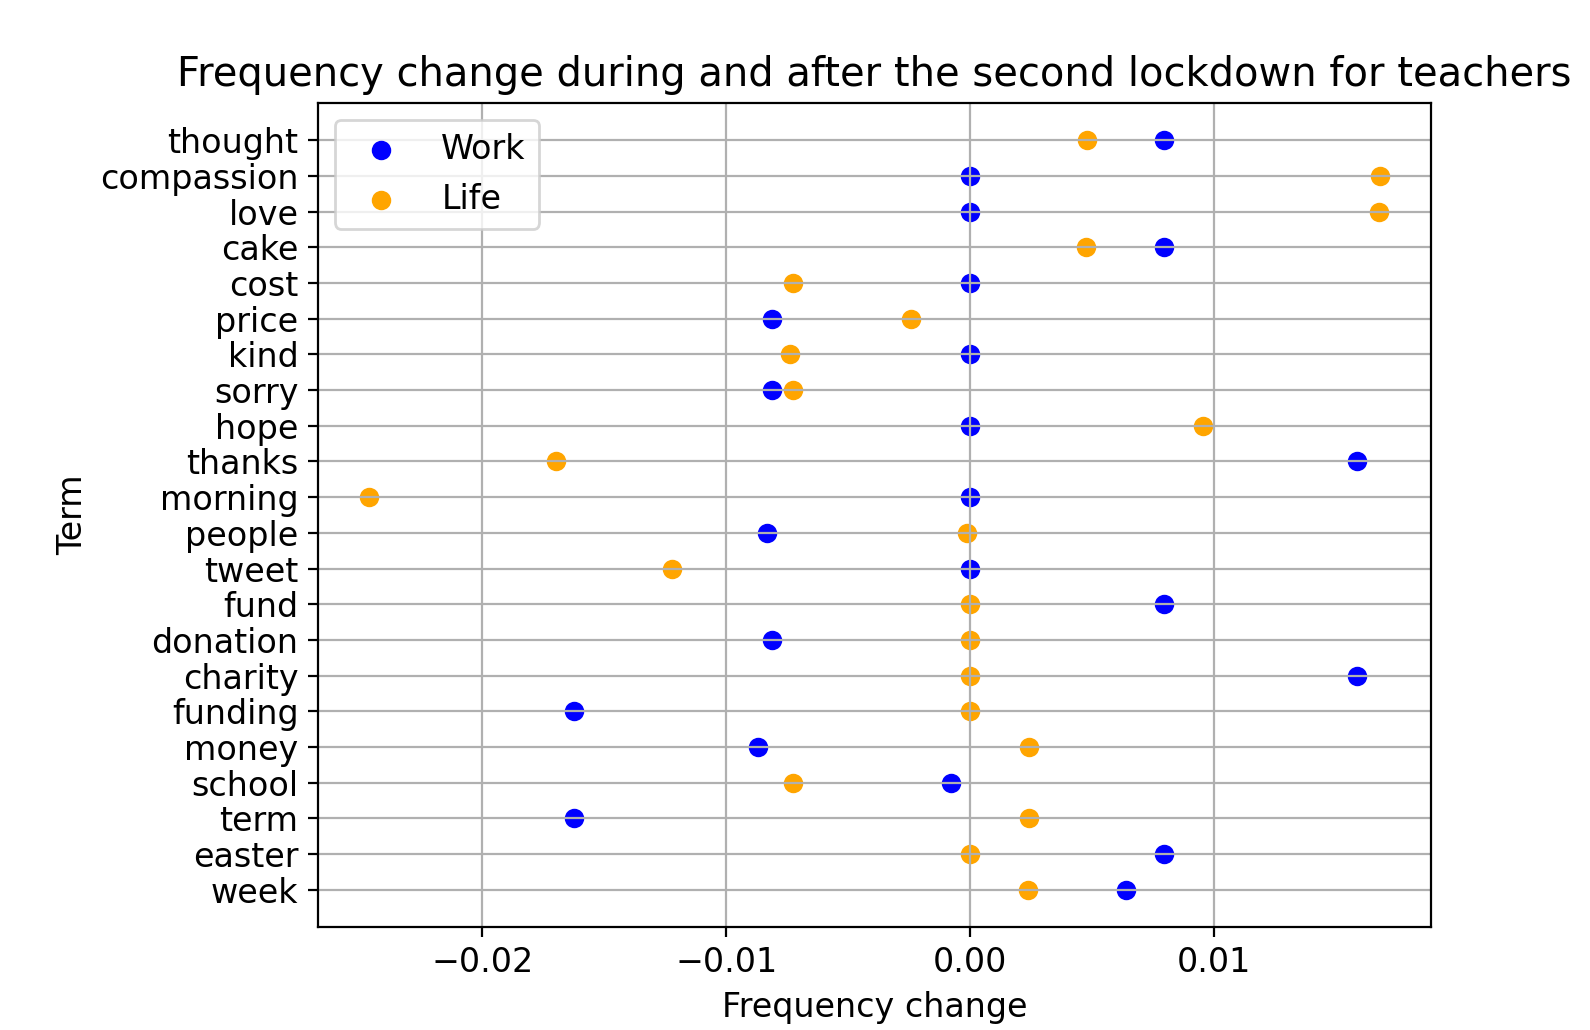 Frequency change during and after the second lockdown for teachers
Work
Life
thought
compassion
love
cake
cost
price
kind
sorry
hope
thanks
morning
people
tweet
fund
donation
charity
funding
money
school
term
easter
week
Term
−0.02
−0.01
0.00
0.01
Frequency change